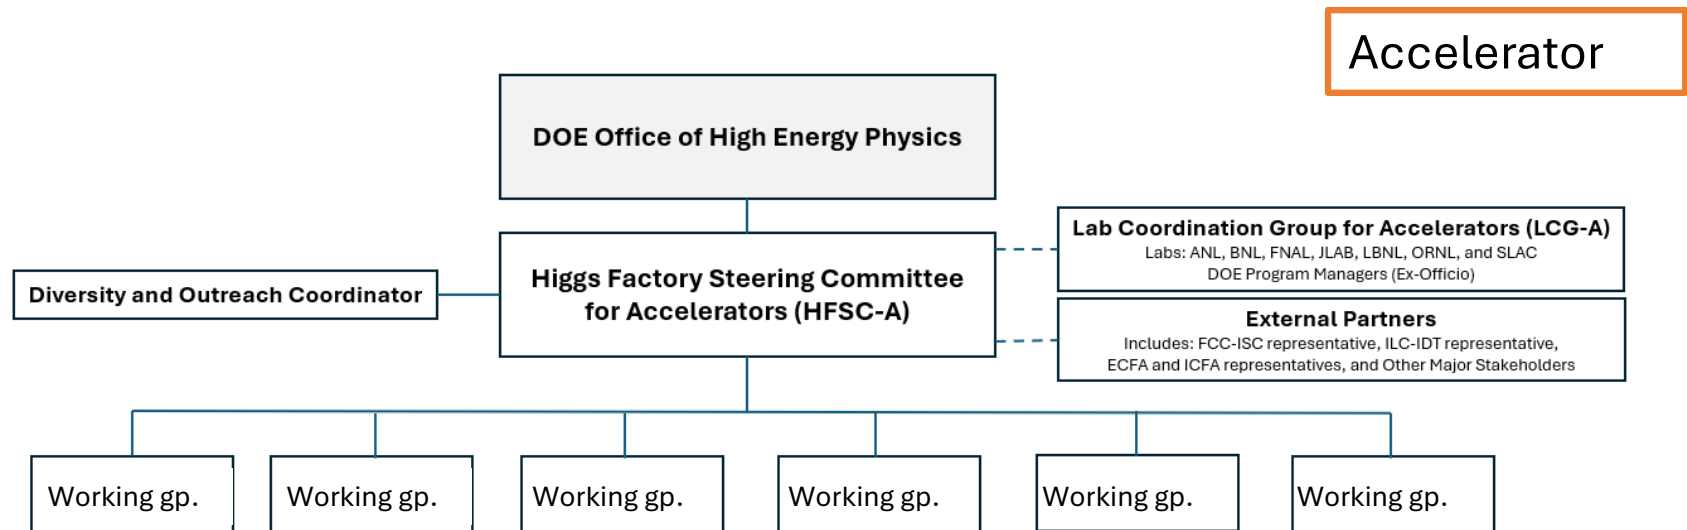 Accelerator
DOE Office of High Energy Physics
Lab Coordination Group for Accelerators (LCG-A)
Labs: ANL, BNL, FNAL, JLAB, LBNL, ORNL, and SLAC
DOE Program Managers (Ex-Officio)
Higgs Factory Steering Committee
for Accelerators (HFSC-A)
Diversity and Outreach Coordinator
External Partners
Includes: FCC-ISC representative, ILC-IDT representative,
ECFA and ICFA representatives, and Other Major Stakeholders
Working gp.
Working gp.
Working gp.
Working gp.
Working gp.
Working gp.